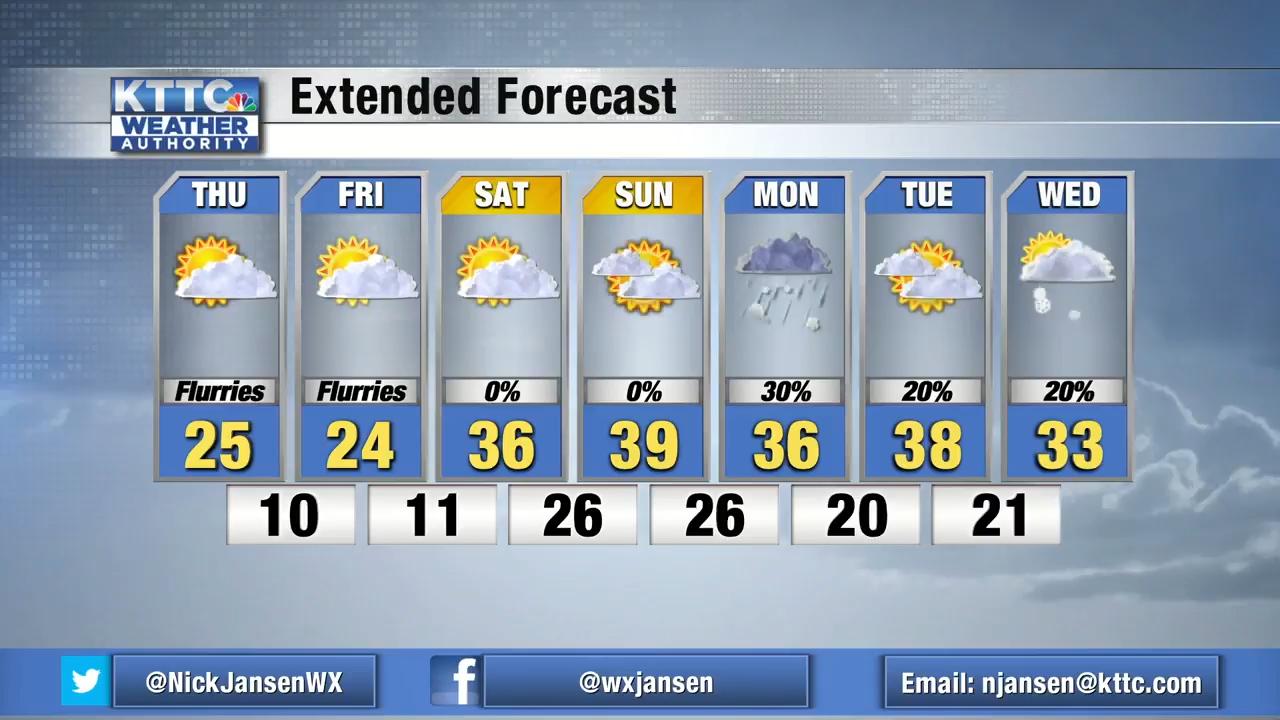 KTTC
WEATHER
AUTHORITY
Extended Forecast
THU FRI SAT SUN MON TUE WED
Flurries Flurries 0% 0% 30% 20% 20%
25 24 36 39 36 38 33
10 11 26 26 20 21
@NickJansenWX
f @wxjansen
Email: njansen@kttc.com